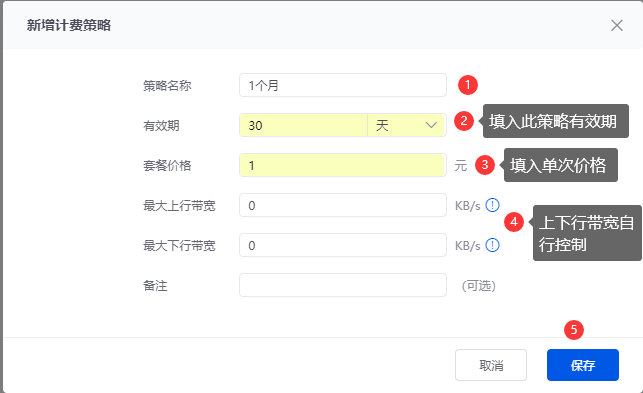 新增计费策略
策略名称 1个月 1
有效期 30 天 2 填入此策略有效期
套餐价格 1 元 3 填入单次价格
最大上行带宽 0 KB/s
4 上下行带宽自
行控制
最大下行带宽 0 KB/s
备注 (可选)
5
取消 保存